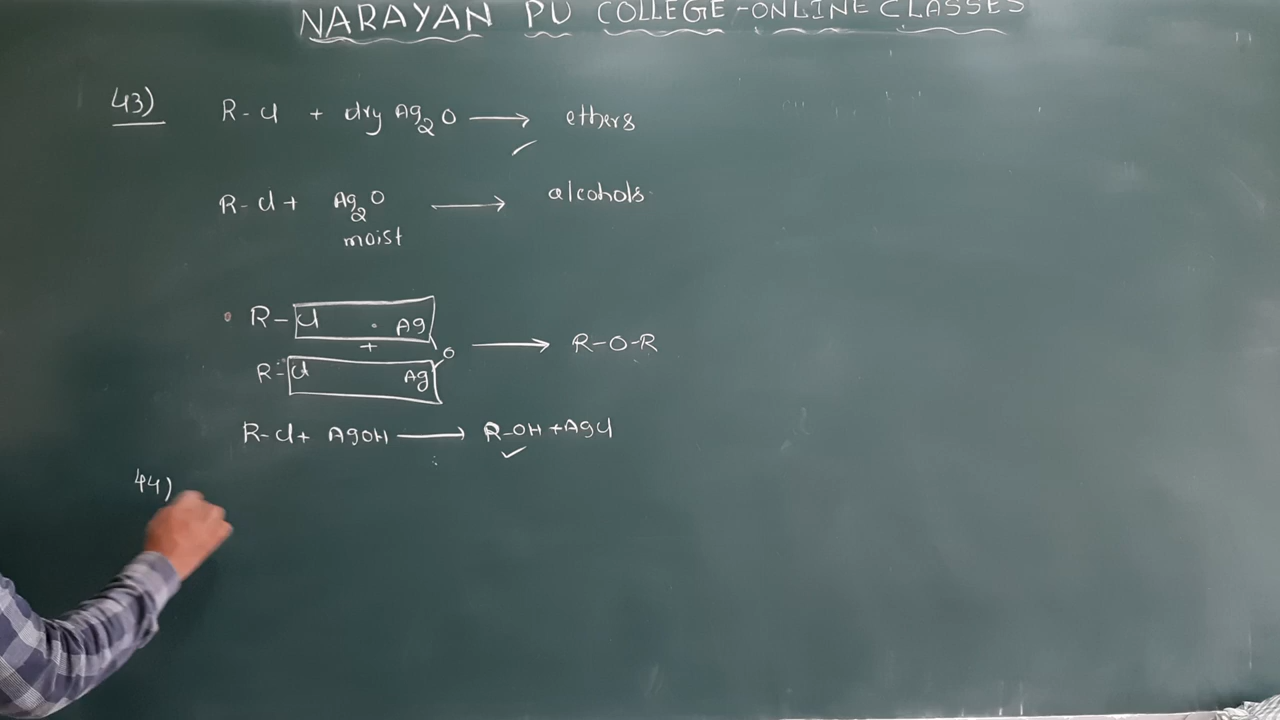 NARAYAN PU COLLEGE-ONLINE CLASSES
43) R-Cl + dry Ag2O → ethers
R-Cl + Ag2O → alcohols
moist
R-Cl Ag
+ O → R-O-R
R-Cl Ag
R-Cl + AgOH → R-OH + AgCl
44)